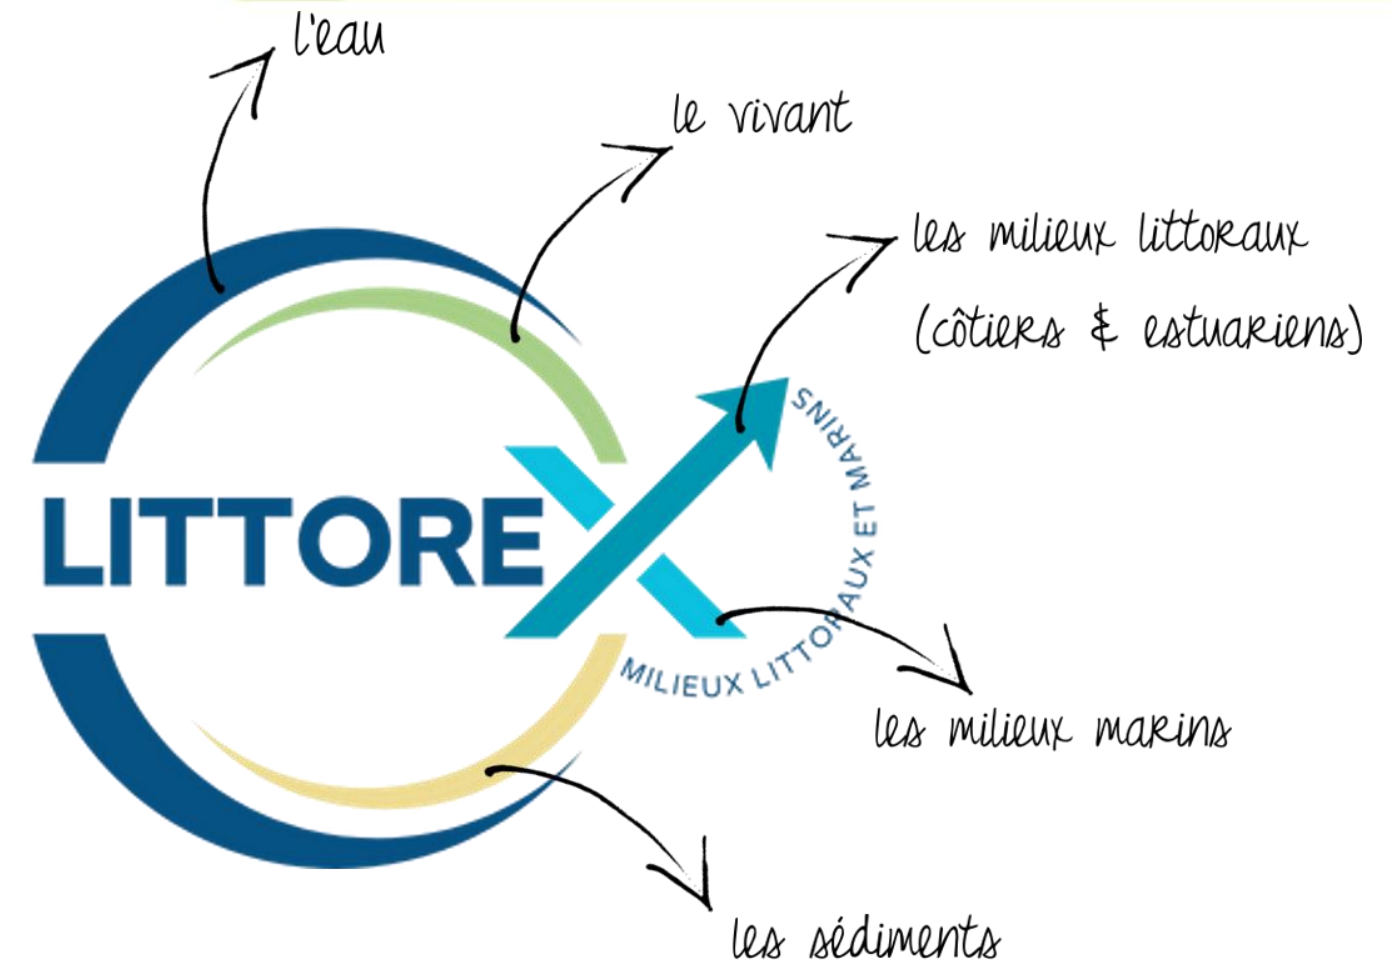 l'eau
le vivant
les milieux littoraux
(côtiers & estuariens)
LITTOREX
MILIEUX LITTORAUX ET MARINS
les milieux marins
les sédiments